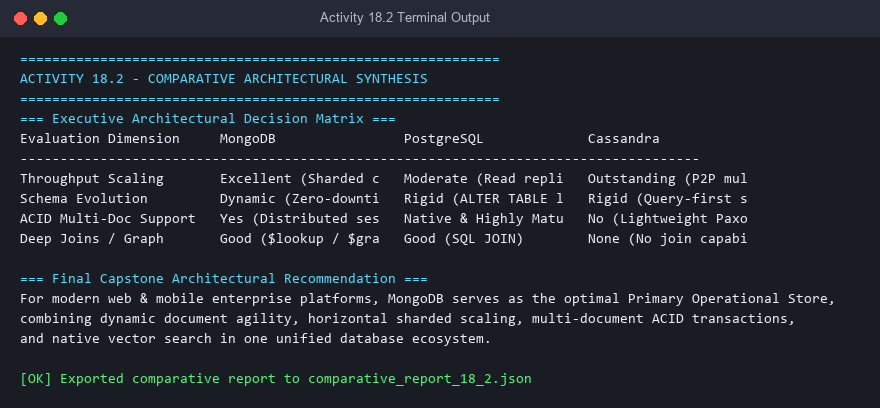 Activity 18.2 Terminal Output
============================================================
ACTIVITY 18.2 - COMPARATIVE ARCHITECTURAL SYNTHESIS
============================================================
=== Executive Architectural Decision Matrix ===
Evaluation Dimension     MongoDB                PostgreSQL             Cassandra
-------------------------------------------------------------------------------------
Throughput Scaling       Excellent (Sharded c   Moderate (Read repli   Outstanding (P2P mul
Schema Evolution         Dynamic (Zero-downti   Rigid (ALTER TABLE l   Rigid (Query-first s
ACID Multi-Doc Support   Yes (Distributed ses   Native & Highly Matu   No (Lightweight Paxo
Deep Joins / Graph       Good ($lookup / $gra   Good (SQL JOIN)        None (No join capabi
=== Final Capstone Architectural Recommendation ===
For modern web & mobile enterprise platforms, MongoDB serves as the optimal Primary Operational Store,
combining dynamic document agility, horizontal sharded scaling, multi-document ACID transactions,
and native vector search in one unified database ecosystem.
[OK] Exported comparative report to comparative_report_18_2.json